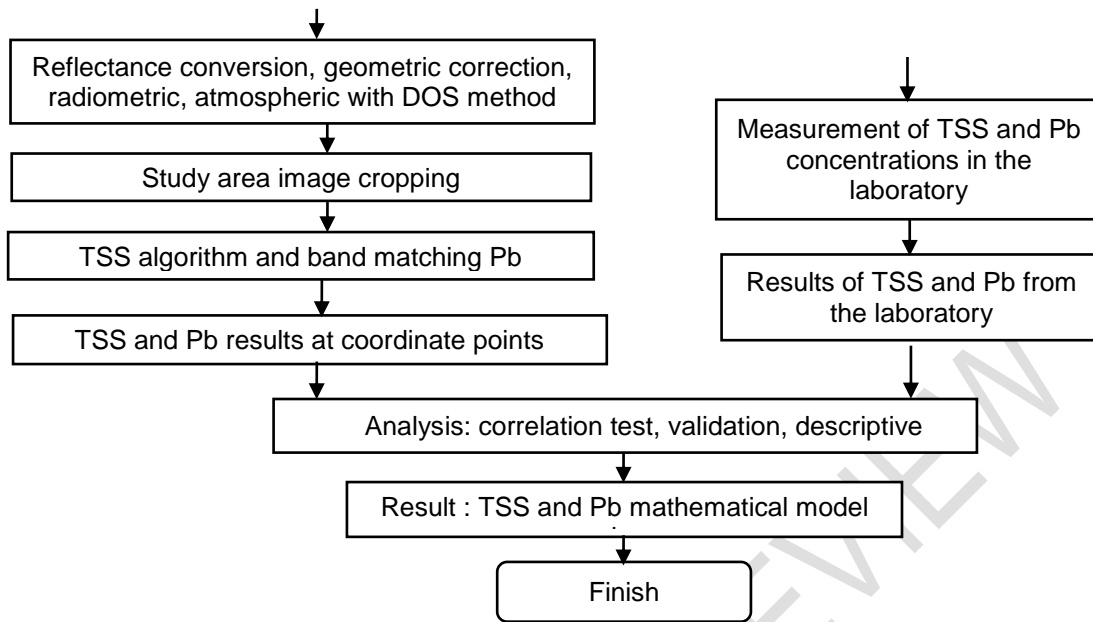 Reflectance conversion, geometric correction,
radiometric, atmospheric with DOS method
Study area image cropping
TSS algorithm and band matching Pb
TSS and Pb results at coordinate points
Measurement of TSS and Pb
concentrations in the
laboratory
Results of TSS and Pb from
the laboratory
Analysis: correlation test, validation, descriptive
Result : TSS and Pb mathematical model
Finish
EVIEW